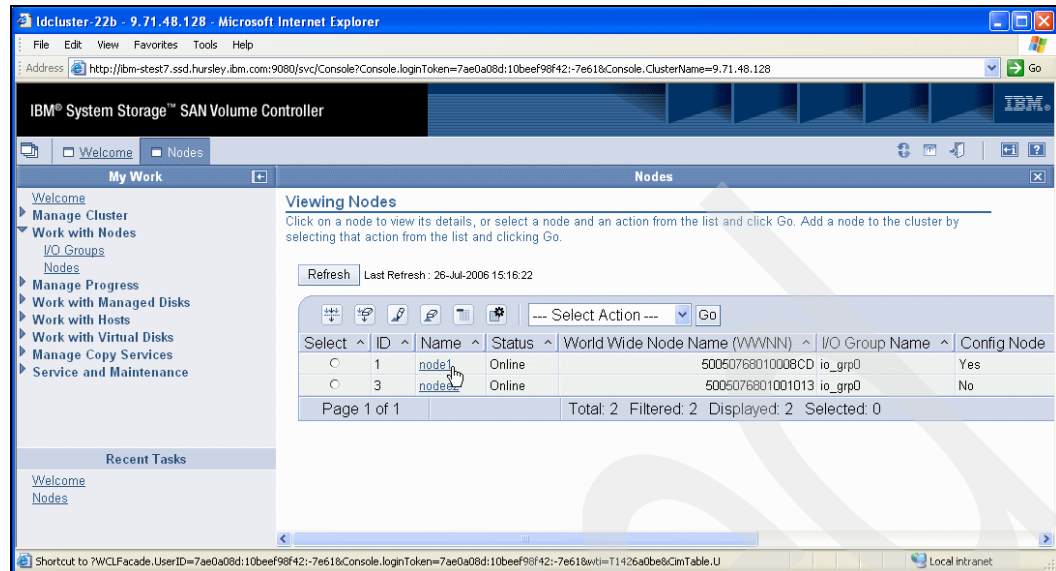 ldcluster-22b - 9.71.48.128 - Microsoft Internet Explorer
File Edit View Favorites Tools Help
Address http://ibm-stest7.ssd.hursley.ibm.com:9080/svc/Console?Console.loginToken=7ae0a08d:10beef98f42:-7e61&Console.ClusterName=9.71.48.128 Go
IBM® System Storage™ SAN Volume Controller
IBM®
Welcome Nodes
My Work
Nodes
Welcome
Manage Cluster
Work with Nodes
I/O Groups
Nodes
Manage Progress
Work with Managed Disks
Work with Hosts
Work with Virtual Disks
Manage Copy Services
Service and Maintenance
Recent Tasks
Welcome
Nodes
Viewing Nodes
Click on a node to view its details, or select a node and an action from the list and click Go. Add a node to the cluster by
selecting that action from the list and clicking Go.
Refresh Last Refresh : 26-Jul-2006 15:16:22
--- Select Action --- Go
Select ID Name Status World Wide Node Name (WWNN) I/O Group Name Config Node
1 node1 Online 50050768010008CD io_grp0 Yes
3 Online 5005076801001013 io_grp0 No
Page 1 of 1 Total: 2 Filtered: 2 Displayed: 2 Selected: 0
Shortcut to ?WCLFacade.UserID=7ae0a08d:10beef98f42:-7e61&Console.loginToken=7ae0a08d:10beef98f42:-7e61&wti=T1426a0be&CimTable.U Local intranet